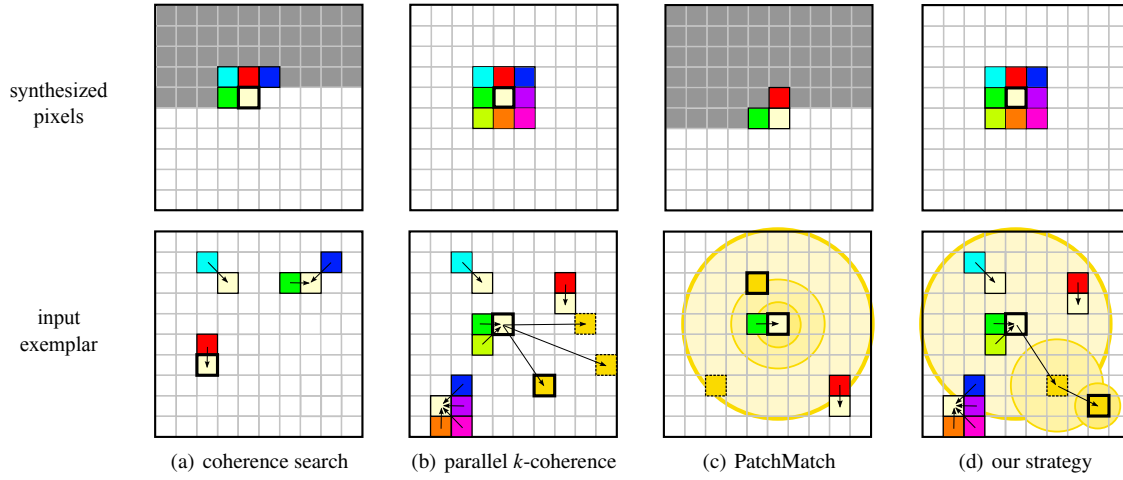 synthesized
pixels
input
exemplar
(a) coherence search
(b) parallel k-coherence
(c) PatchMatch
(d) our strategy